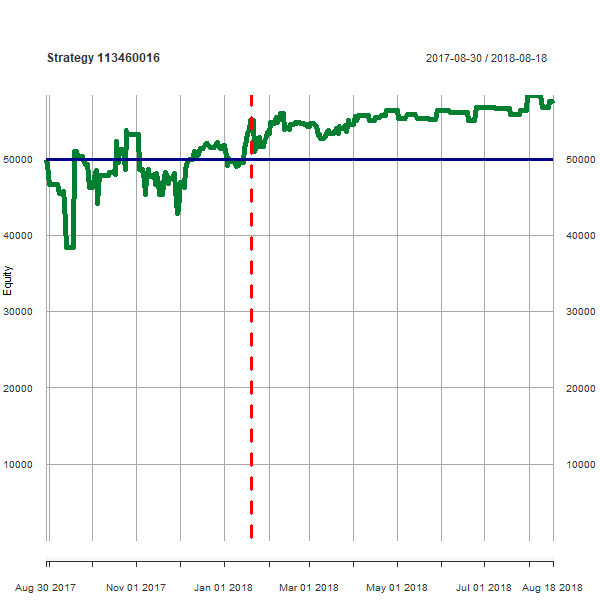 Strategy 113460016
2017-08-30 / 2018-08-18
50000
50000
40000
40000
Equity
30000
30000
20000
20000
10000
10000
Aug 30 2017
Nov 01 2017
Jan 01 2018
Mar 01 2018
May 01 2018
Jul 01 2018
Aug 18 2018